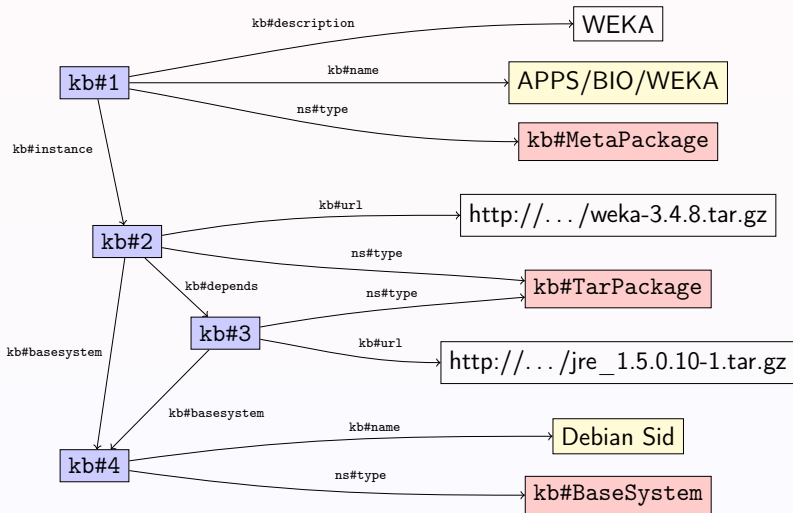 kb#description
WEKA
kb#1
kb#name
APPS/BIO/WEKA
ns#type
kb#MetaPackage
kb#instance
kb#url
http://. . . /weka-3.4.8.tar.gz
kb#2
ns#type
kb#depends
kb#TarPackage
ns#type
kb#3
kb#url
kb#basesystem
http://. . . /jre_1.5.0.10-1.tar.gz
kb#basesystem
kb#name
Debian Sid
kb#4
ns#type
kb#BaseSystem